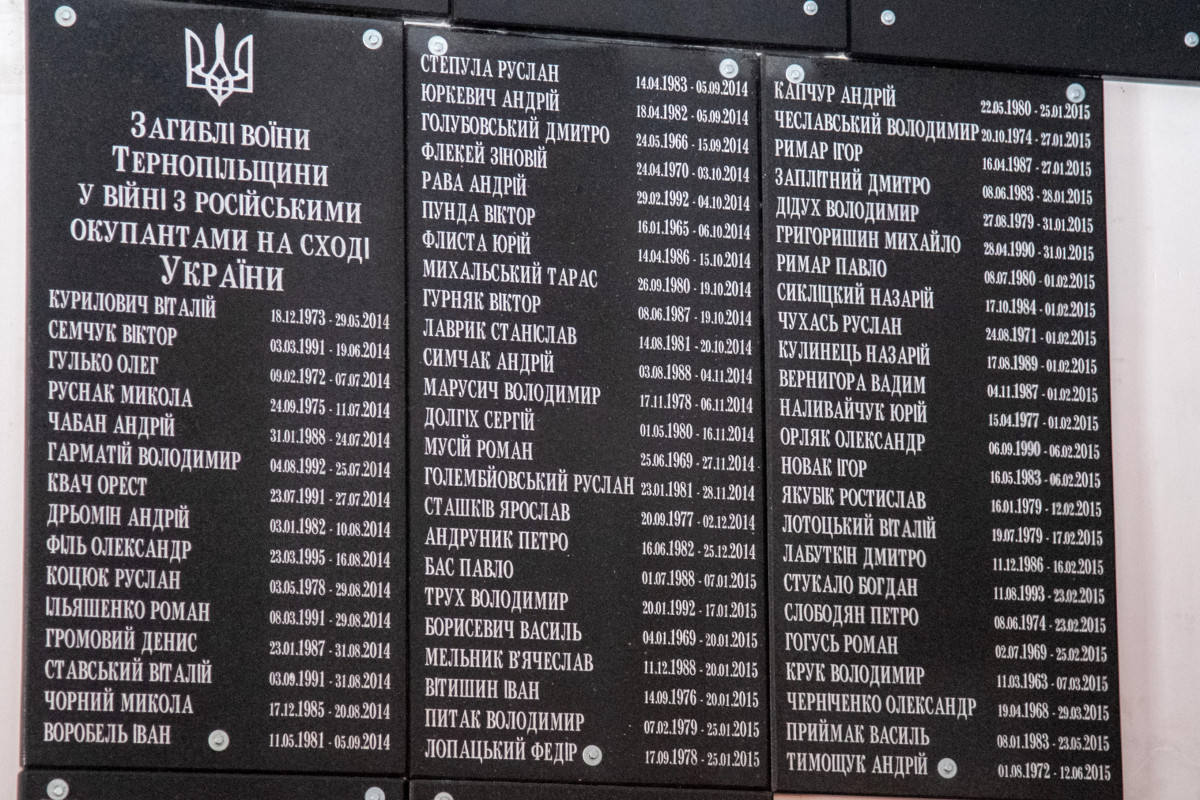 Загиблі воїни
Тернопільщини
у війні з російськими
окупантами на сході
України
КУРИЛОВИЧ ВІТАЛІЙ 18.12.1973 - 29.05.2014
СЕМЧУК ВІКТОР 03.03.1991 - 19.06.2014
ГУЛЬКО ОЛЕГ 09.02.1972 - 07.07.2014
РУСНАК МИКОЛА 24.09.1975 - 11.07.2014
ЧАБАН АНДРІЙ 31.01.1988 - 24.07.2014
ГАРМАТІЙ ВОЛОДИМИР 04.08.1992 - 25.07.2014
КВАЧ ОРЕСТ 23.07.1991 - 27.07.2014
ДРЬОМІН АНДРІЙ 03.01.1982 - 10.08.2014
ФІЛЬ ОЛЕКСАНДР 23.03.1995 - 16.08.2014
КОЦЮК РУСЛАН 03.05.1978 - 29.08.2014
ІЛЬЯШЕНКО РОМАН 08.03.1991 - 29.08.2014
ГРОМОВИЙ ДЕНИС 23.01.1987 - 31.08.2014
СТАВСЬКИЙ ВІТАЛІЙ 03.09.1991 - 31.08.2014
ЧОРНИЙ МИКОЛА 17.12.1985 - 20.08.2014
ВОРОБЕЛЬ ІВАН 11.05.1981 - 05.09.2014
СТЕПУЛА РУСЛАН 14.04.1983 - 05.09.2014
ЮРКЕВИЧ АНДРІЙ 18.04.1982 - 05.09.2014
ГОЛУБОВСЬКИЙ ДМИТРО 24.05.1966 - 15.09.2014
ФЛЕКЕЙ ЗІНОВІЙ 24.04.1970 - 03.10.2014
РАВА АНДРІЙ 29.02.1992 - 04.10.2014
ПУНДА ВІКТОР 16.01.1965 - 06.10.2014
ФЛИСТА ЮРІЙ 14.04.1986 - 15.10.2014
МИХАЛЬСЬКИЙ ТАРАС 26.09.1980 - 19.10.2014
ГУРНЯК ВІКТОР 08.06.1987 - 19.10.2014
ЛАВРИК СТАНІСЛАВ 14.08.1981 - 20.10.2014
СИМЧАК АНДРІЙ 03.08.1988 - 04.11.2014
МАРУСИЧ ВОЛОДИМИР 17.11.1978 - 06.11.2014
ДОЛГІХ СЕРГІЙ 01.05.1980 - 16.11.2014
МУСІЙ РОМАН 25.06.1969 - 27.11.2014
ГОЛЕМБЙОВСЬКИЙ РУСЛАН 23.01.1981 - 28.11.2014
СТАШКІВ ЯРОСЛАВ 20.09.1977 - 02.12.2014
АНДРУНИК ПЕТРО 16.06.1982 - 25.12.2014
БАС ПАВЛО 01.07.1988 - 07.01.2015
ТРУХ ВОЛОДИМИР 20.01.1992 - 17.01.2015
БОРИСЕВИЧ ВАСИЛЬ 04.01.1969 - 20.01.2015
МЕЛЬНИК В'ЯЧЕСЛАВ 11.12.1988 - 20.01.2015
ВІТИШИН ІВАН 14.09.1976 - 20.01.2015
ПИТАК ВОЛОДИМИР 07.02.1979 - 25.01.2015
ЛОПАЦЬКИЙ ФЕДІР 17.09.1978 - 25.01.2015
КАПЧУР АНДРІЙ 22.05.1980 - 25.01.2015
ЧЕСЛАВСЬКИЙ ВОЛОДИМИР 20.10.1974 - 27.01.2015
РИМАР ІГОР 16.04.1987 - 27.01.2015
ЗАПЛІТНИЙ ДМИТРО 08.06.1983 - 28.01.2015
ДІДУХ ВОЛОДИМИР 27.08.1979 - 31.01.2015
ГРИГОРИШИН МИХАЙЛО 28.04.1990 - 31.01.2015
РИМАР ПАВЛО 08.07.1980 - 01.02.2015
СИКЛІЦКИЙ НАЗАРІЙ 17.10.1984 - 01.02.2015
ЧУХАСЬ РУСЛАН 24.08.1971 - 01.02.2015
КУЛИНЕЦЬ НАЗАРІЙ 17.08.1989 - 01.02.2015
ВЕРНИГОРА ВАДИМ 04.11.1987 - 01.02.2015
НАЛИВАЙЧУК ЮРІЙ 15.04.1977 - 01.02.2015
ОРЛЯК ОЛЕКСАНДР 06.09.1990 - 06.02.2015
НОВАК ІГОР 16.05.1983 - 06.02.2015
ЯКУБІК РОСТИСЛАВ 16.01.1979 - 12.02.2015
ЛОТОЦЬКИЙ ВІТАЛІЙ 19.07.1979 - 17.02.2015
ЛАБУТКІН ДМИТРО 11.12.1986 - 16.02.2015
СТУКАЛО БОГДАН 11.08.1993 - 23.02.2015
СЛОБОДЯН ПЕТРО 08.06.1974 - 23.02.2015
ГОГУСЬ РОМАН 02.07.1969 - 25.02.2015
КРУК ВОЛОДИМИР 11.03.1963 - 07.03.2015
ЧЕРНІЧЕНКО ОЛЕКСАНДР 19.04.1968 - 29.03.2015
ПРИЙМАК ВАСИЛЬ 08.01.1983 - 23.05.2015
ТИМОЩУК АНДРІЙ 01.08.1972 - 12.06.2015